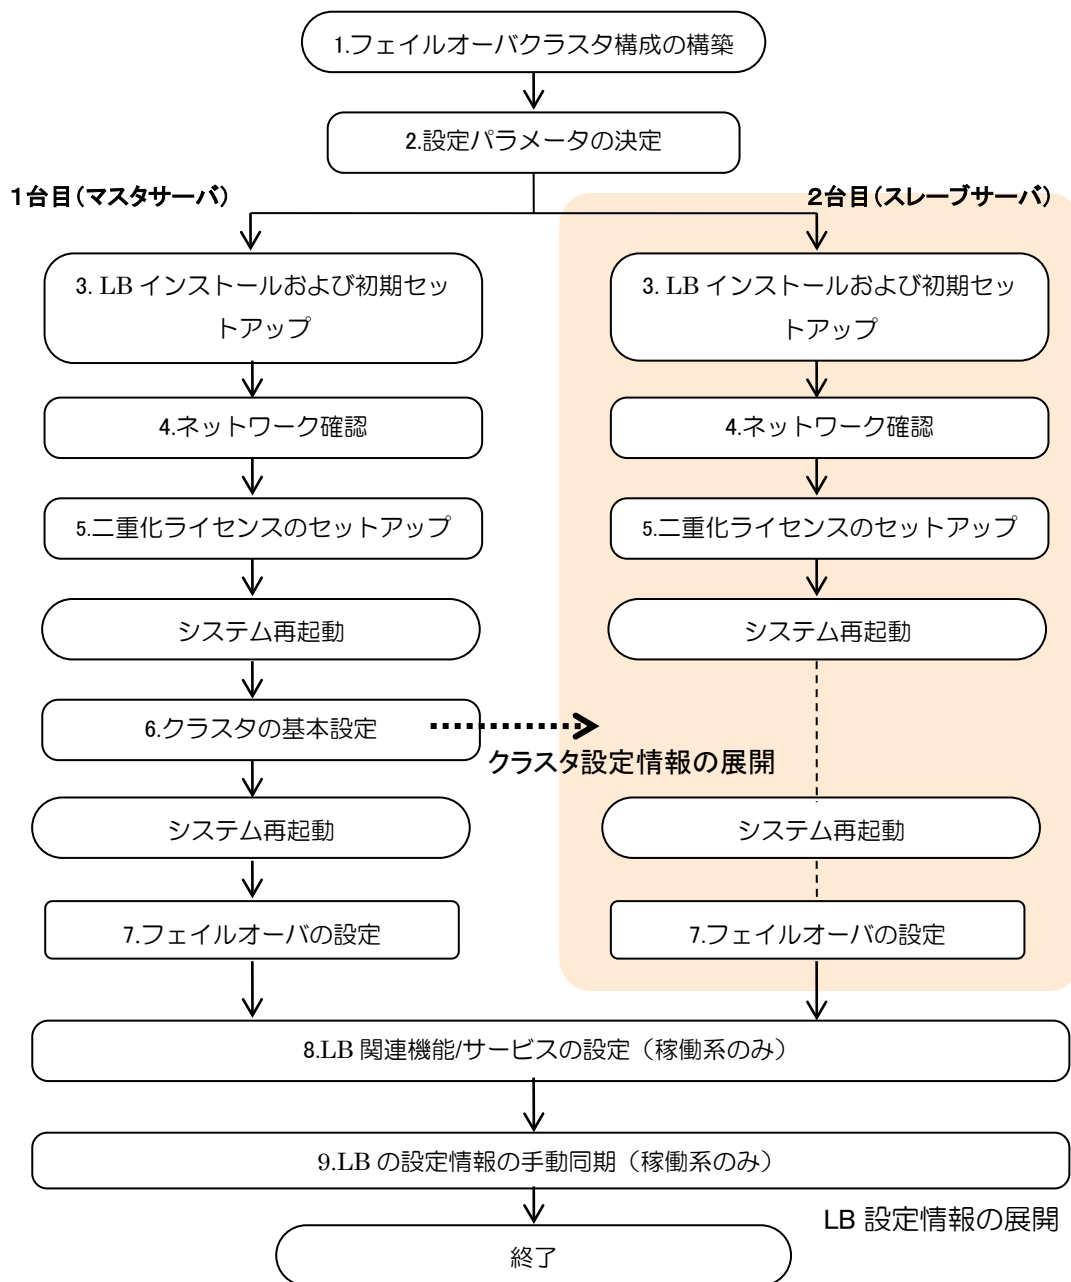 1.フェイルオーバクラスタ構成の構築
2.設定パラメータの決定
1台目(マスタサーバ)
2台目(スレーブサーバ)
3. LB インストールおよび初期セッ
トアップ
3. LB インストールおよび初期セッ
トアップ
4.ネットワーク確認
4.ネットワーク確認
5.二重化ライセンスのセットアップ
5.二重化ライセンスのセットアップ
システム再起動
システム再起動
6.クラスタの基本設定
クラスタ設定情報の展開
システム再起動
システム再起動
7.フェイルオーバの設定
7.フェイルオーバの設定
8.LB 関連機能/サービスの設定（稼働系のみ）
9.LB の設定情報の手動同期（稼働系のみ）
LB 設定情報の展開
終了